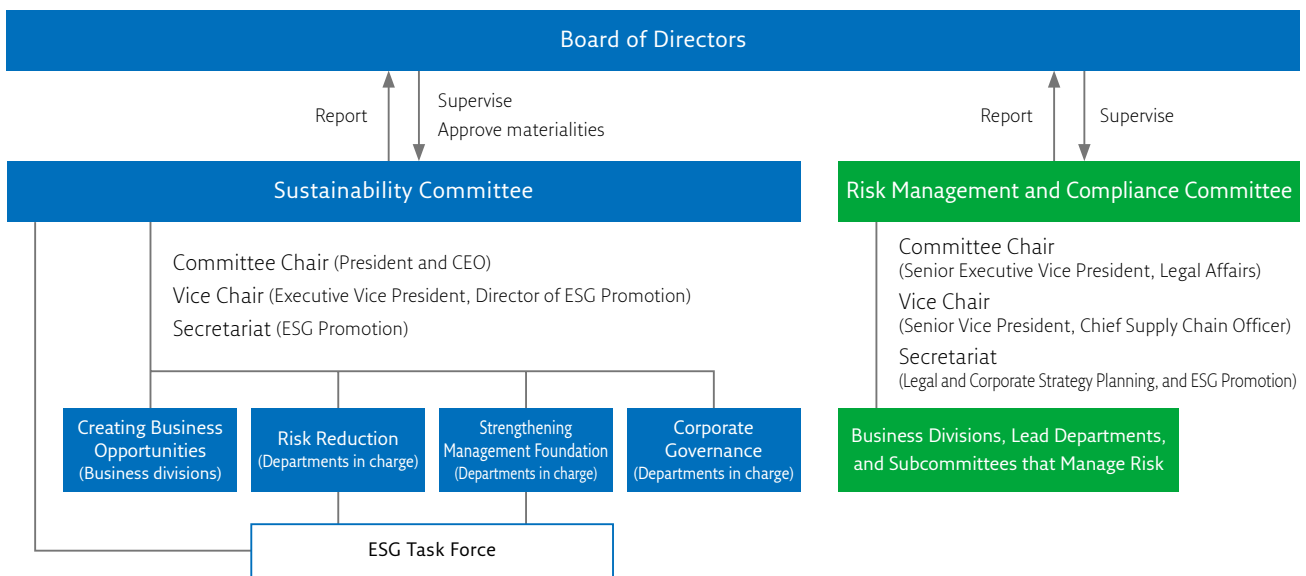 Board of Directors
Report
Supervise
Approve materialities
Report
Supervise
Sustainability Committee
Risk Management and Compliance Committee
Committee Chair (President and CEO)
Vice Chair (Executive Vice President, Director of ESG Promotion)
Secretariat (ESG Promotion)
Committee Chair
(Senior Executive Vice President, Legal Affairs)
Vice Chair
(Senior Vice President, Chief Supply Chain Officer)
Secretariat
(Legal and Corporate Strategy Planning, and ESG Promotion)
Creating Business
Opportunities
(Business divisions)
Risk Reduction
(Departments in charge)
Strengthening
Management Foundation
(Departments in charge)
Corporate
Governance
(Departments in charge)
Business Divisions, Lead Departments,
and Subcommittees that Manage Risk
ESG Task Force